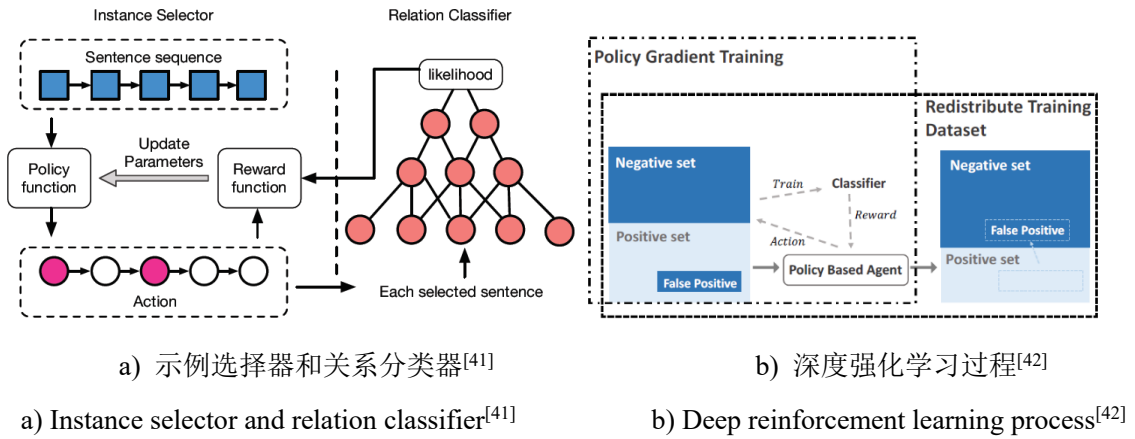 Instance Selector
Relation Classifier
Sentence sequence
likelihood
Policy
function
Update
Parameters
Reward
function
Action
Each selected sentence
Policy Gradient Training
Redistribute Training
Dataset
Negative set
Positive set
False Positive
Train
Classifier
Reward
Action
Policy Based Agent
Negative set
False Positive
Positive set
a) 示例选择器和关系分类器[41]
b) 深度强化学习过程[42]
a) Instance selector and relation classifier[41]
b) Deep reinforcement learning process[42]